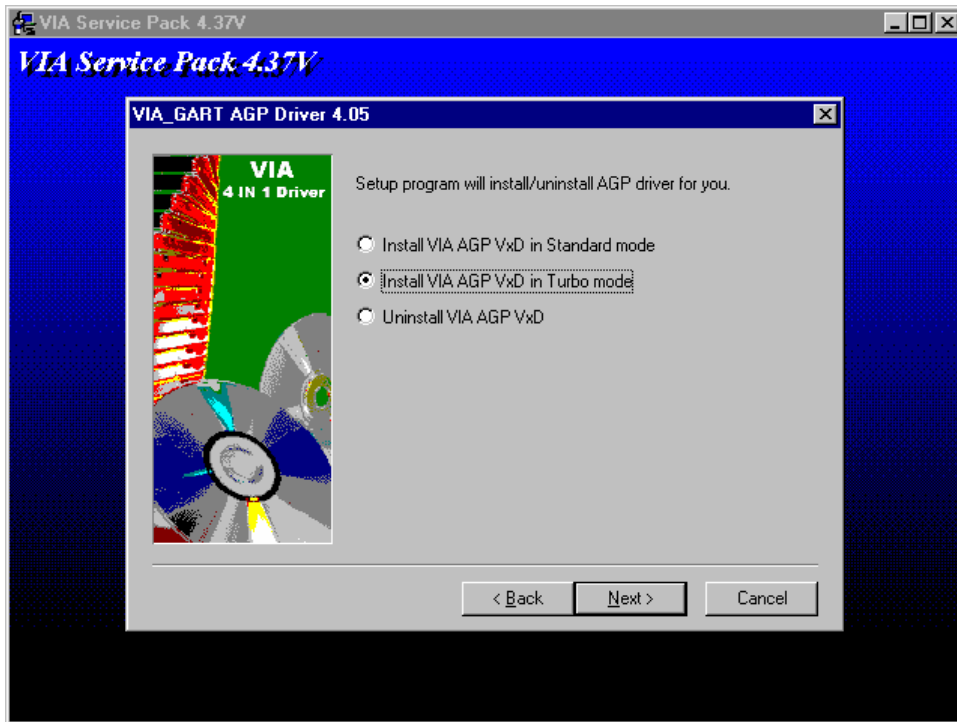 VIA Service Pack 4.37V
VIA Service Pack 4.37V
VIA_GART AGP Driver 4.05
VIA
4 IN 1 Driver
Setup program will install/uninstall AGP driver for you.
Install VIA AGP VxD in Standard mode
Install VIA AGP VxD in Turbo mode
Uninstall VIA AGP VxD
< Back
Next >
Cancel